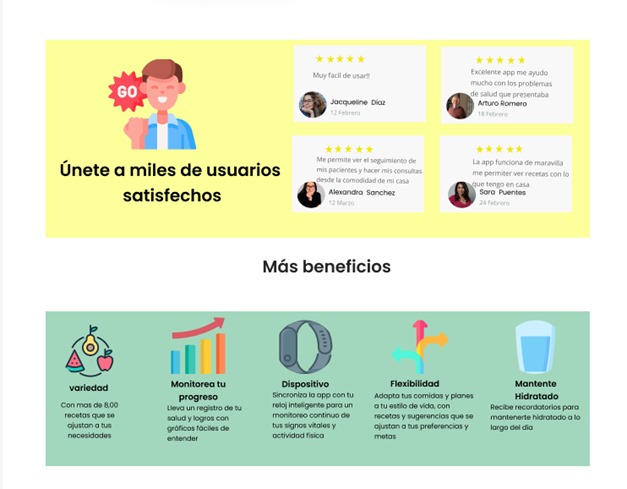 GO
Únete a miles de usuarios
satisfechos
Muy facil de usar!!
Jacqueline Díaz
12 Febrero
Excelente app me ayudo
mucho con los problemas
de salud que presentaba
Arturo Romero
18 Febrero
Me permite ver el seguimiento de
mis pacientes y hacer mis consultas
desde la comodidad de mi casa
Alexandra Sanchez
12 Marzo
La app funciona de maravilla
me permiter ver recetas con lo
que tengo en casa
Sara Puentes
24 Febrero
Más beneficios
variedad
Con mas de 8,00
recetas que se
ajustan a tus
necesidades
Monitorea tu
progreso
Lleva un registro de tu
salud y logros con
gráficos fáciles de
entender
Dispositivo
Sincroniza la app con tu
reloj inteligente para un
monitoreo continuo de
tus signos vitales y
actividad física
Flexibilidad
Adapta tus comidas y planes
a tu estilo de vida, con
recetas y sugerencias que se
ajustan a tus preferencias y
metas
Mantente
Hidratado
Recibe recordatorios para
mantenerte hidratado a lo
largo del día